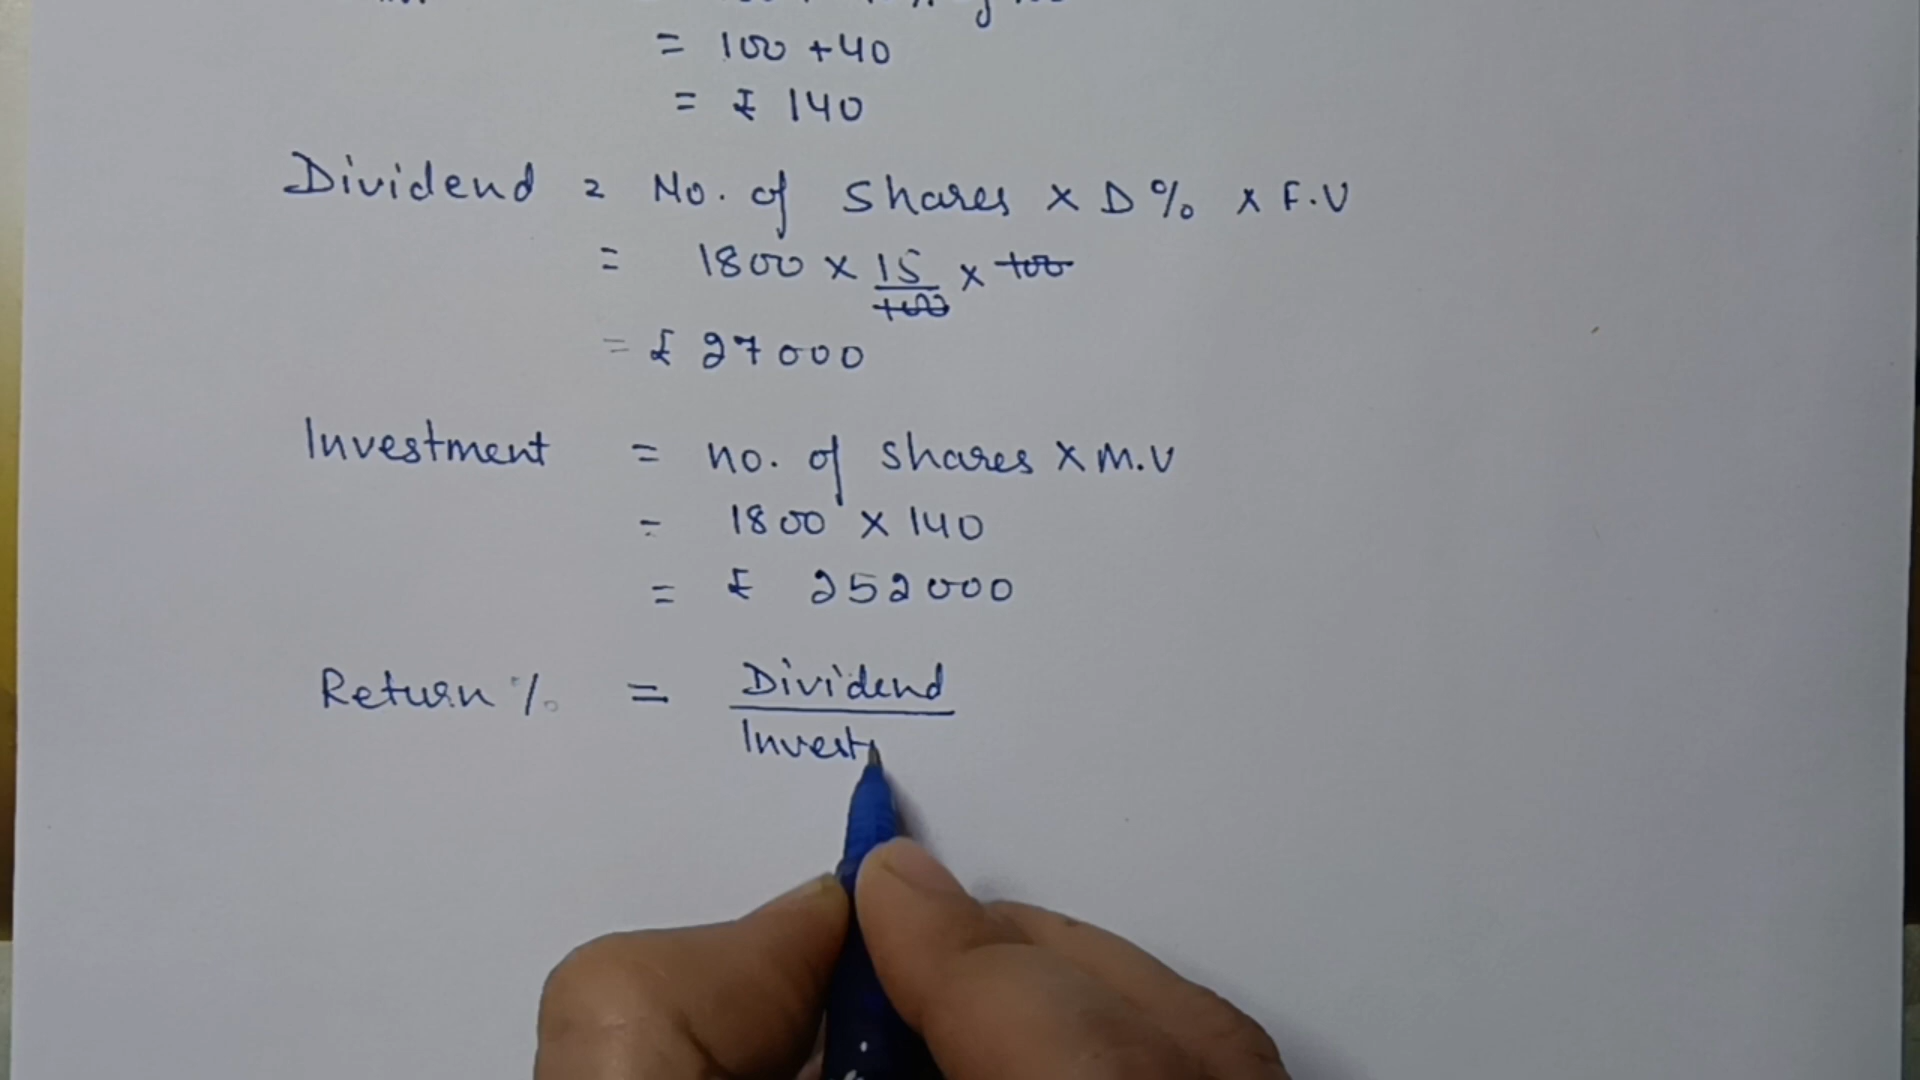 = 100 + 40
= ₹ 140
Dividend = No. of shares × D% × F.V
= 1800 × 15/100 × 100
= ₹ 27000
Investment = no. of shares × M.V
= 1800 × 140
= ₹ 252000
Return % = Dividend
Invest